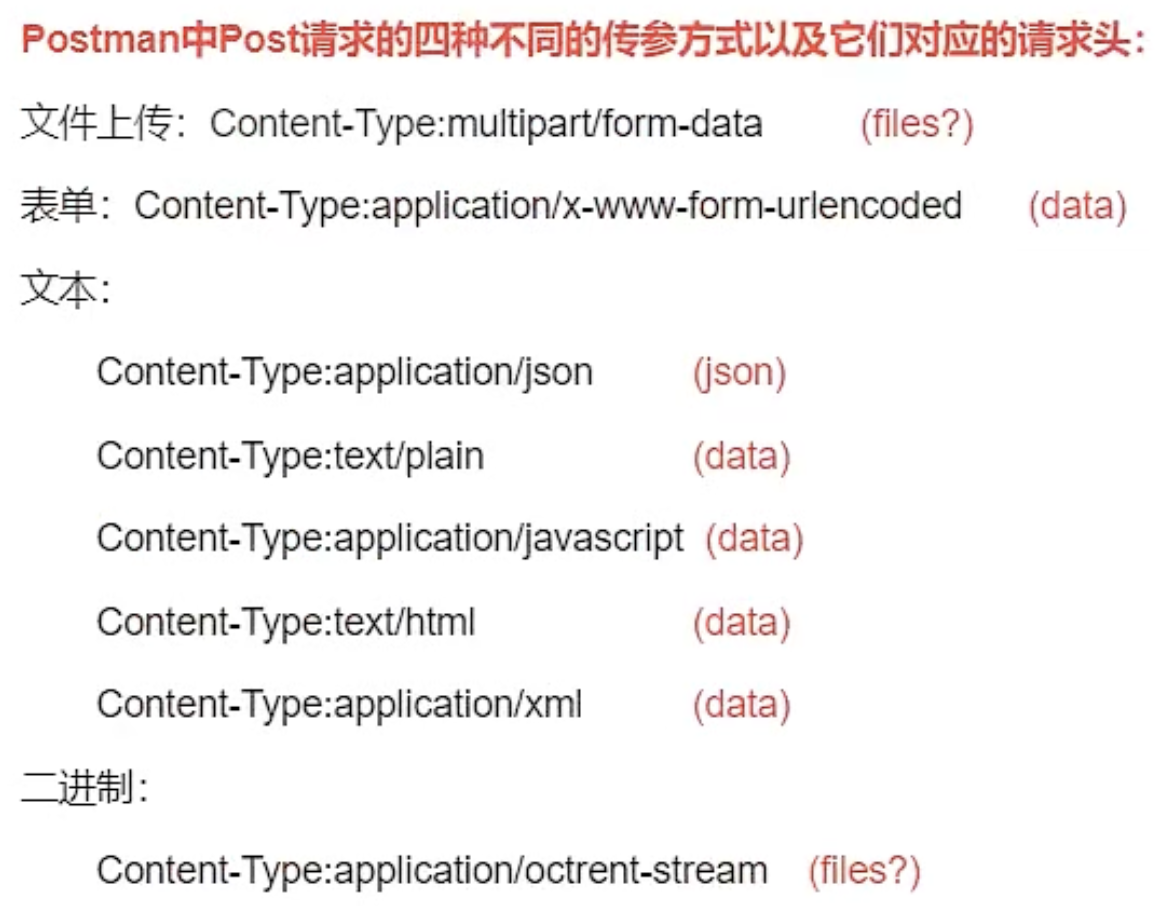 Postman中Post请求的四种不同的传参方式以及它们对应的请求头：
文件上传：Content-Type:multipart/form-data (files?)
表单：Content-Type:application/x-www-form-urlencoded (data)
文本：
Content-Type:application/json (json)
Content-Type:text/plain (data)
Content-Type:application/javascript (data)
Content-Type:text/html (data)
Content-Type:application/xml (data)
二进制：
Content-Type:application/octrent-stream (files?)